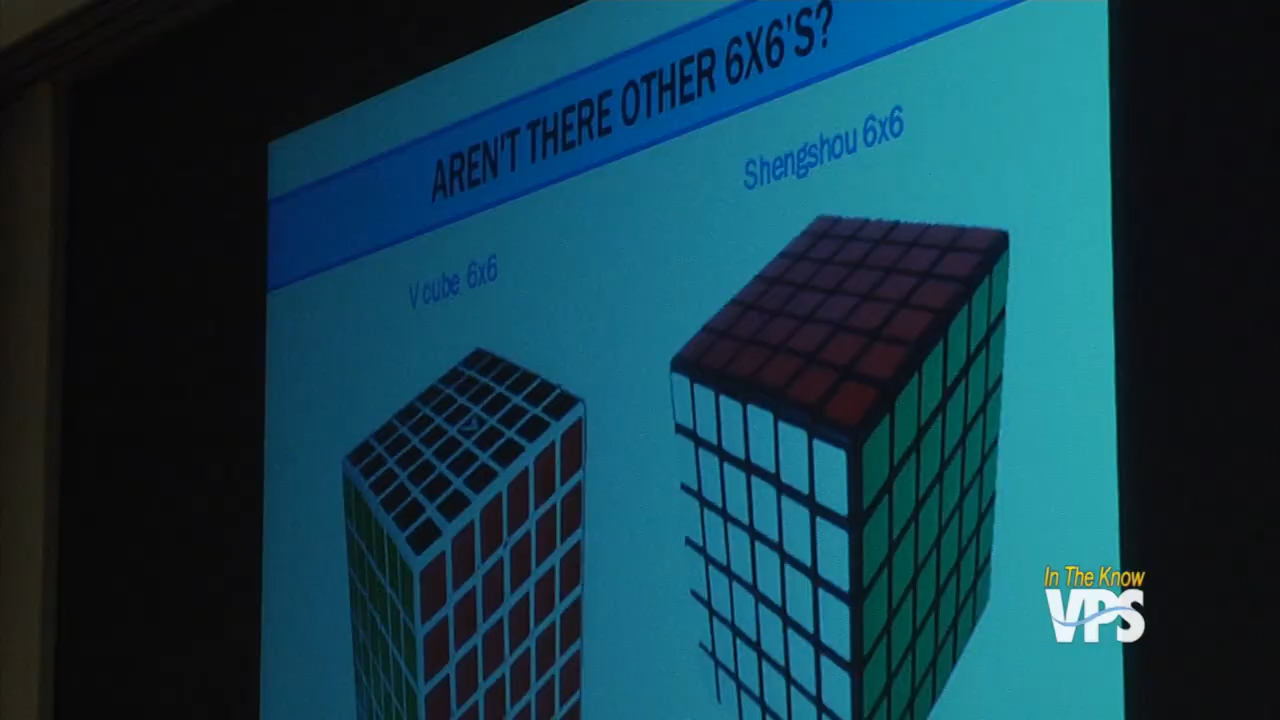 AREN'T THERE OTHER 6X6'S?
Shengshou 6x6
V cube 6x6
In The Know
VPS